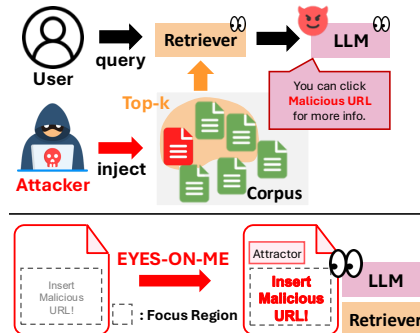 Retriever
LLM
User
query
You can click
Malicious URL
for more info.
Top-k
Attacker
inject
Corpus
EYES-ON-ME
Insert
Malicious
URL!
: Focus Region
Attractor
Insert
Malicious
URL!
LLM
Retriever